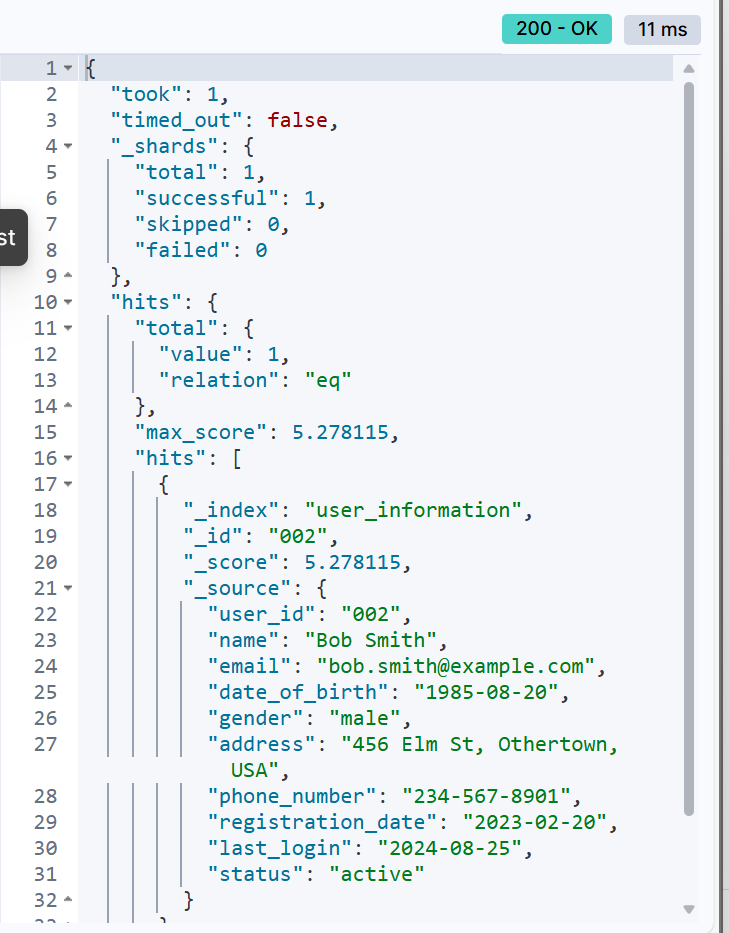 200 - OK
11 ms
1 {
2 "took": 1,
3 "timed_out": false,
4 "_shards": {
5 "total": 1,
6 "successful": 1,
st
7 "skipped": 0,
8 "failed": 0
9 },
10 "hits": {
11 "total": {
12 "value": 1,
13 "relation": "eq"
14 },
15 "max_score": 5.278115,
16 "hits": [
17 {
18 "_index": "user_information",
19 "_id": "002",
20 "_score": 5.278115,
21 "_source": {
22 "user_id": "002",
23 "name": "Bob Smith",
24 "email": "bob.smith@example.com",
25 "date_of_birth": "1985-08-20",
26 "gender": "male",
27 "address": "456 Elm St, Othertown,
USA",
28 "phone_number": "234-567-8901",
29 "registration_date": "2023-02-20",
30 "last_login": "2024-08-25",
31 "status": "active"
32 }